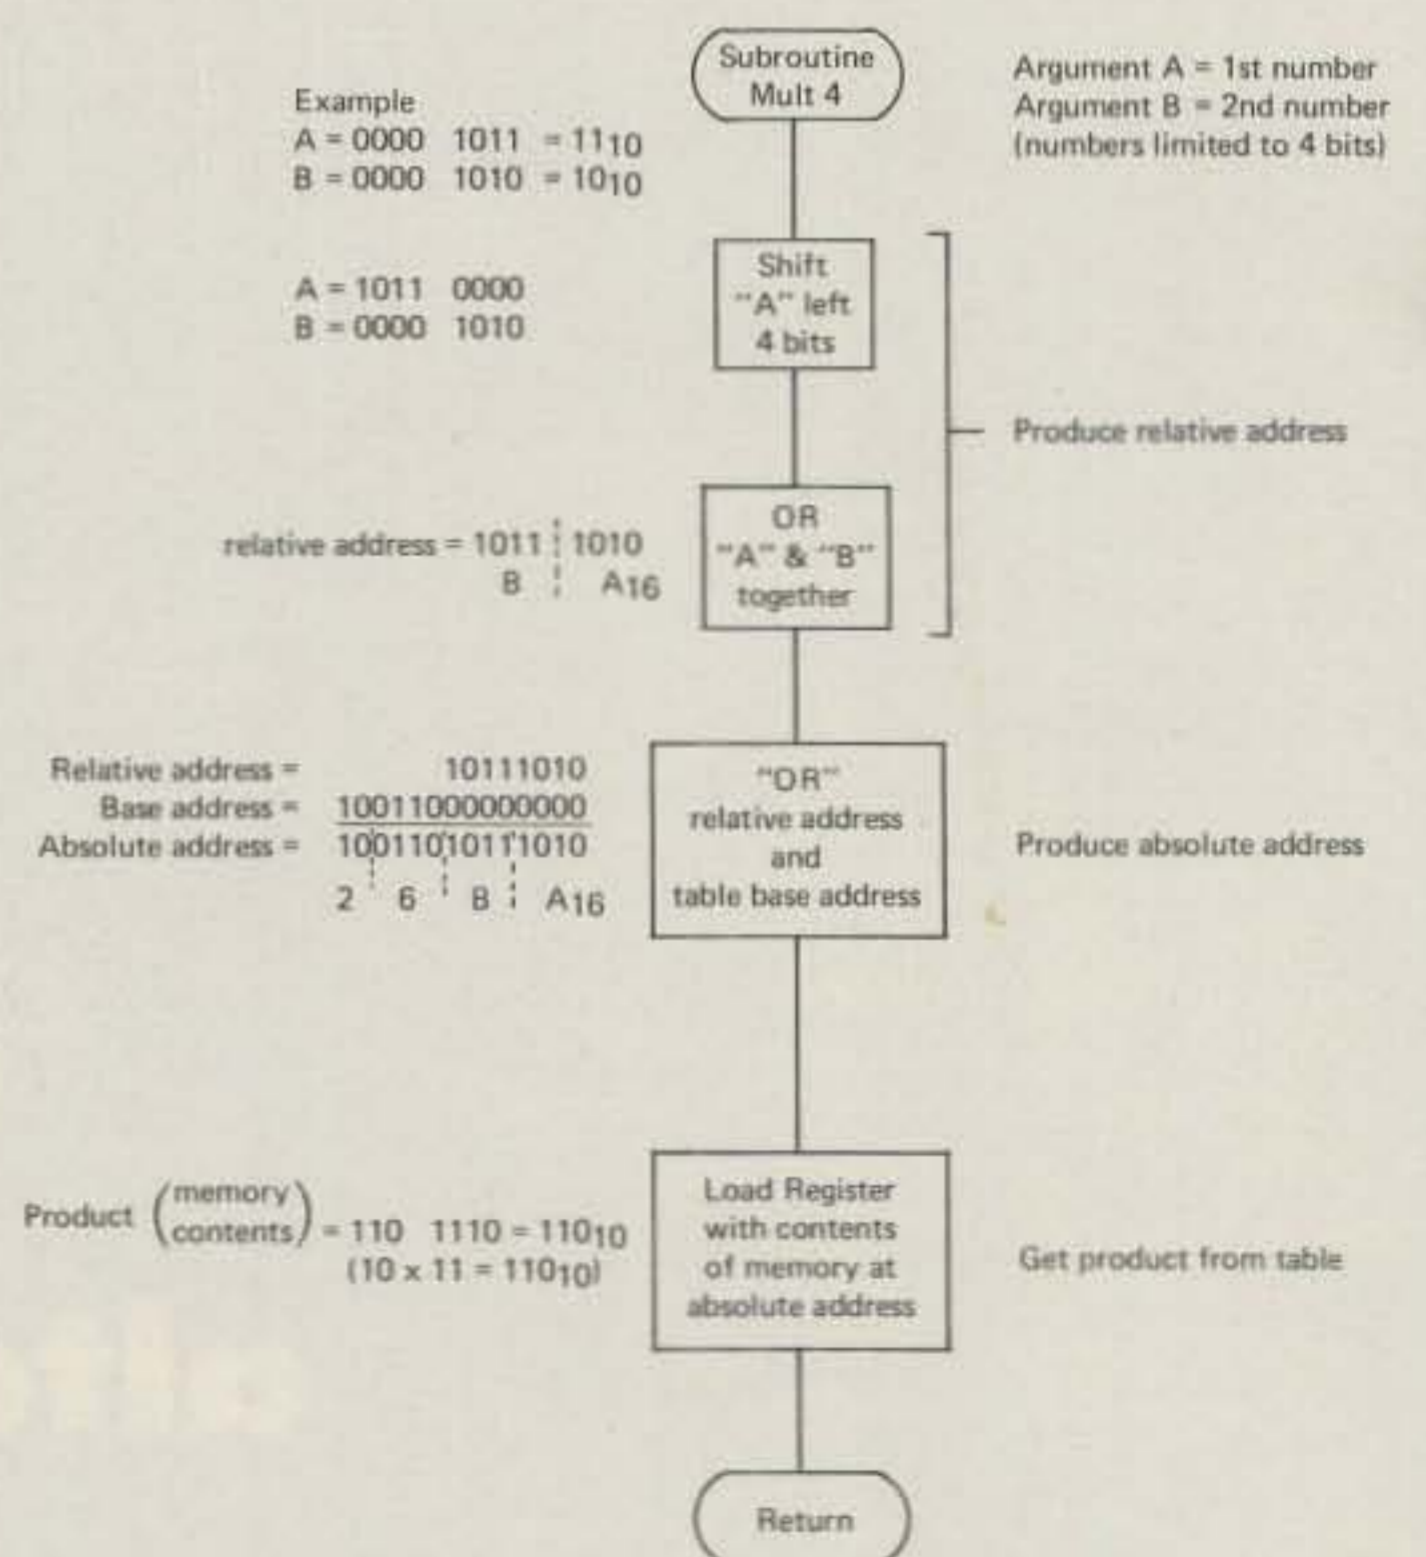 Subroutine
Mult 4
Argument A = 1st number
Argument B = 2nd number
(numbers limited to 4 bits)
Example
A = 0000 1011 = 11₁₀
B = 0000 1010 = 10₁₀
A = 1011 0000
B = 0000 1010
Shift
"A" left
4 bits
Produce relative address
relative address = 1011 1010
B A₁₆
OR
"A" & "B"
together
Relative address = 10111010
Base address = 10011000000000
Absolute address = 10011010111010
2 6 B A₁₆
"OR"
relative address
and
table base address
Produce absolute address
Product (memory
contents) = 110 1110 = 110₁₀
(10 x 11 = 110₁₀)
Load Register
with contents
of memory at
absolute address
Get product from table
Return